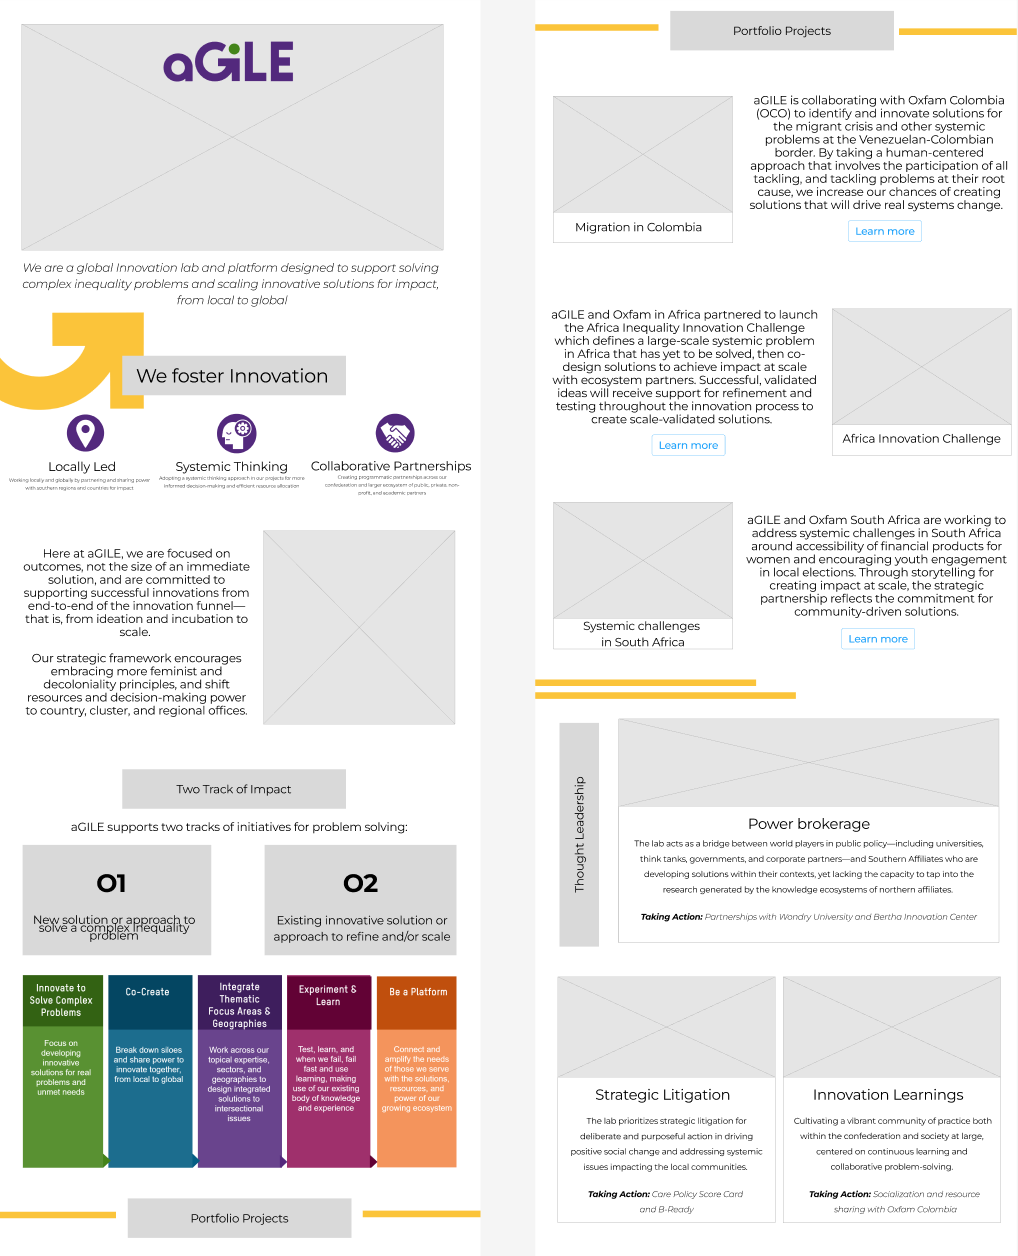 aGiLE
We are a global Innovation lab and platform designed to support solving
complex inequality problems and scaling innovative solutions for impact,
from local to global
We foster Innovation
Locally Led
Working locally and globally by partnering and sharing power
with southern regions and countries for impact
Systemic Thinking
Adopting a systemic thinking approach in our projects for more
informed decision-making and efficient resource allocation
Collaborative Partnerships
Creating programmatic partnerships across our
confederation and larger ecosystem of public, private, non-
profit, and academic partners
Here at aGILE, we are focused on
outcomes, not the size of an immediate
solution, and are committed to
supporting successful innovations from
end-to-end of the innovation funnel—
that is, from ideation and incubation to
scale.
Our strategic framework encourages
embracing more feminist and
decoloniality principles, and shift
resources and decision-making power
to country, cluster, and regional offices.
Two Track of Impact
aGILE supports two tracks of initiatives for problem solving:
01
New solution or approach to
solve a complex inequality
problem
02
Existing innovative solution or
approach to refine and/or scale
Innovate to
Solve Complex
Problems
Focus on
developing
innovative
solutions for real
problems and
unmet needs
Co-Create
Break down siloes
and share power to
innovate together,
from local to global
Integrate
Thematic
Focus Areas &
Geographies
Work across our
topical expertise,
sectors, and
geographies to
design integrated
solutions to
intersectional
issues
Experiment &
Learn
Test, learn, and
when we fail, fail
fast and use
learning, making
use of our existing
body of knowledge
and experience
Be a Platform
Connect and
amplify the needs
of those we serve
with the solutions,
resources, and
power of our
growing ecosystem
Portfolio Projects
Portfolio Projects
Migration in Colombia
aGILE is collaborating with Oxfam Colombia
(OCO) to identify and innovate solutions for
the migrant crisis and other systemic
problems at the Venezuelan-Colombian
border. By taking a human-centered
approach that involves the participation of all
tackling, and tackling problems at their root
cause, we increase our chances of creating
solutions that will drive real systems change.
Learn more
aGILE and Oxfam in Africa partnered to launch
the Africa Inequality Innovation Challenge
which defines a large-scale systemic problem
in Africa that has yet to be solved, then co-
design solutions to achieve impact at scale
with ecosystem partners. Successful, validated
ideas will receive support for refinement and
testing throughout the innovation process to
create scale-validated solutions.
Learn more
Africa Innovation Challenge
Systemic challenges
in South Africa
aGILE and Oxfam South Africa are working to
address systemic challenges in South Africa
around accessibility of financial products for
women and encouraging youth engagement
in local elections. Through storytelling for
creating impact at scale, the strategic
partnership reflects the commitment for
community-driven solutions.
Learn more
Thought Leadership
Power brokerage
The lab acts as a bridge between world players in public policy—including universities,
think tanks, governments, and corporate partners—and Southern Affiliates who are
developing solutions within their contexts, yet lacking the capacity to tap into the
research generated by the knowledge ecosystems of northern affiliates.
Taking Action: Partnerships with Wondry University and Bertha Innovation Center
Strategic Litigation
The lab prioritizes strategic litigation for
deliberate and purposeful action in driving
positive social change and addressing systemic
issues impacting the local communities.
Taking Action: Care Policy Score Card
and B-Ready
Innovation Learnings
Cultivating a vibrant community of practice both
within the confederation and society at large,
centered on continuous learning and
collaborative problem-solving.
Taking Action: Socialization and resource
sharing with Oxfam Colombia